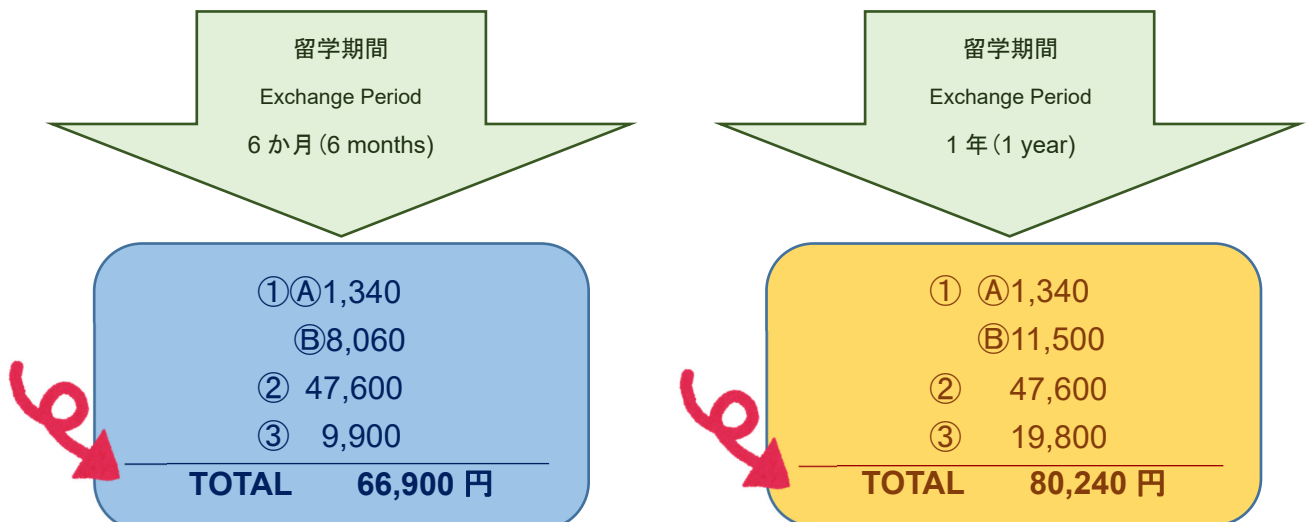 留学期間
Exchange Period
6 か月（6 months)
①Ⓐ1,340
Ⓑ8,060
② 47,600
③ 9,900
TOTAL 66,900 円
留学期間
Exchange Period
1 年（1 year)
① Ⓐ1,340
Ⓑ11,500
② 47,600
③ 19,800
TOTAL 80,240 円